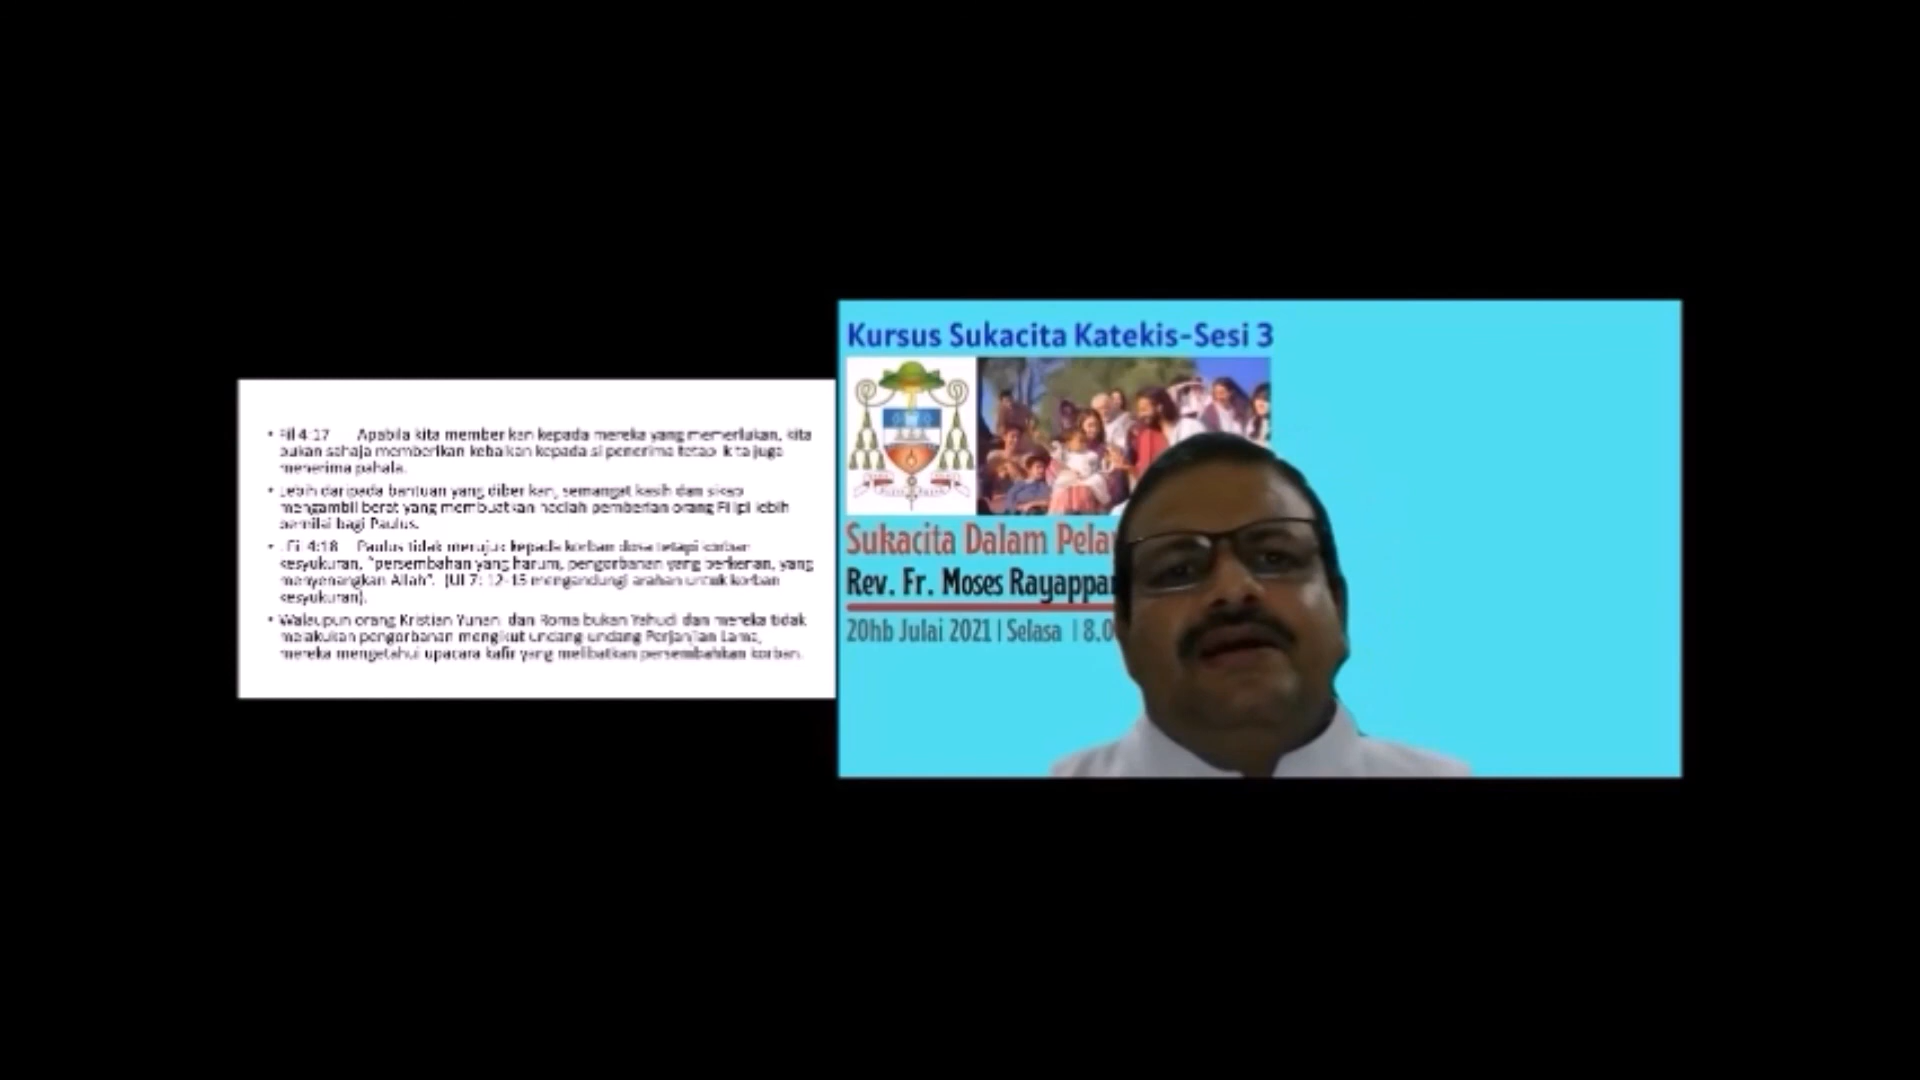 • Fil 4:17 Apabila kita memberikan kepada mereka yang memerlukan, kita
bukan sahaja memberikan kebaikan kepada si penerima tetapi kita juga
menerima pahala.
• Lebih daripada bantuan yang diberikan, semangat kasih dan sikap
mengambil berat yang membuatkan hadiah pemberian orang Filipi lebih
bernilai bagi Paulus.
• . Fil 4:18 Paulus tidak merujuk kepada korban dosa tetapi korban
kesyukuran, "persembahan yang harum, pengorbanan yang berkenan, yang
menyenangkan Allah". (Ul 7: 12-15 mengandungi arahan untuk korban
kesyukuran).
• Walaupun orang Kristian Yunani dan Roma bukan Yahudi dan mereka tidak
melakukan pengorbanan mengikut undang-undang Perjanjian Lama,
mereka mengetahui upacara kafir yang melibatkan persembahkan korban.
Kursus Sukacita Katekis-Sesi 3
Sukacita Dalam Pela
Rev. Fr. Moses Rayappa
20hb Julai 2021 | Selasa | 8.0